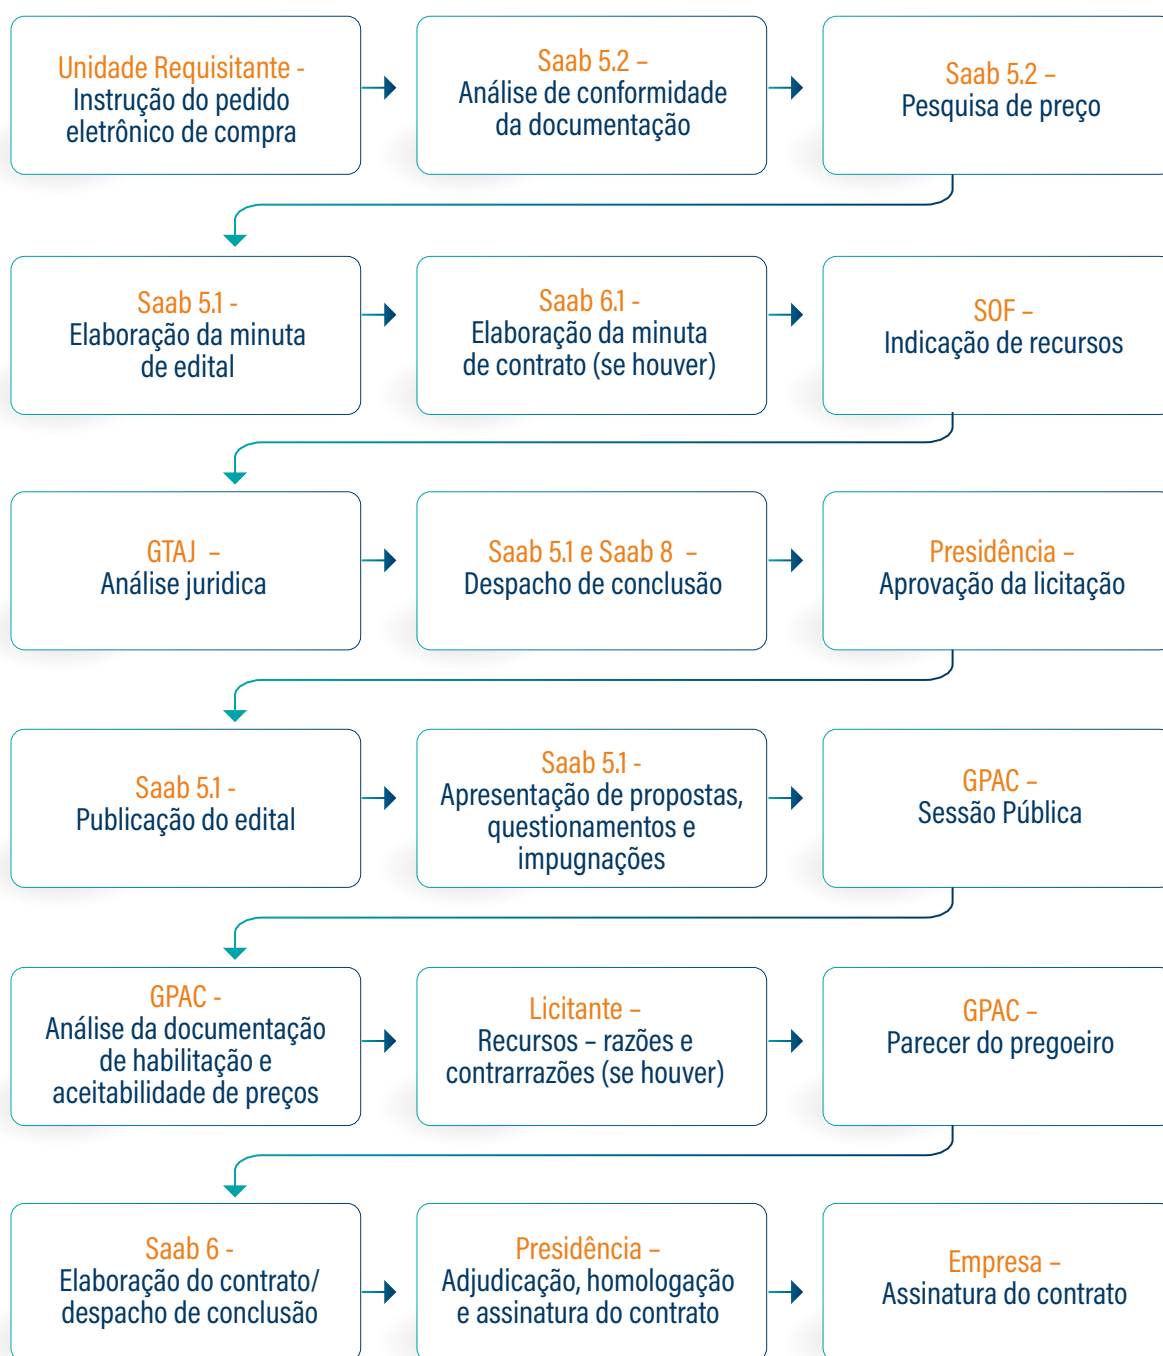 Unidade Requisitante -
Instrução do pedido
eletrônico de compra
Saab 5.2 –
Análise de conformidade
da documentação
Saab 5.2 –
Pesquisa de preço
Saab 5.1 -
Elaboração da minuta
de edital
Saab 6.1 -
Elaboração da minuta
de contrato (se houver)
SOF –
Indicação de recursos
GTAJ –
Análise juridica
Saab 5.1 e Saab 8 –
Despacho de conclusão
Presidência –
Aprovação da licitação
Saab 5.1 -
Publicação do edital
Saab 5.1 -
Apresentação de propostas,
questionamentos e
impugnações
GPAC –
Sessão Pública
GPAC -
Análise da documentação
de habilitação e
aceitabilidade de preços
Licitante –
Recursos – razões e
contrarrazões (se houver)
GPAC –
Parecer do pregoeiro
Saab 6 -
Elaboração do contrato/
despacho de conclusão
Presidência –
Adjudicação, homologação
e assinatura do contrato
Empresa –
Assinatura do contrato